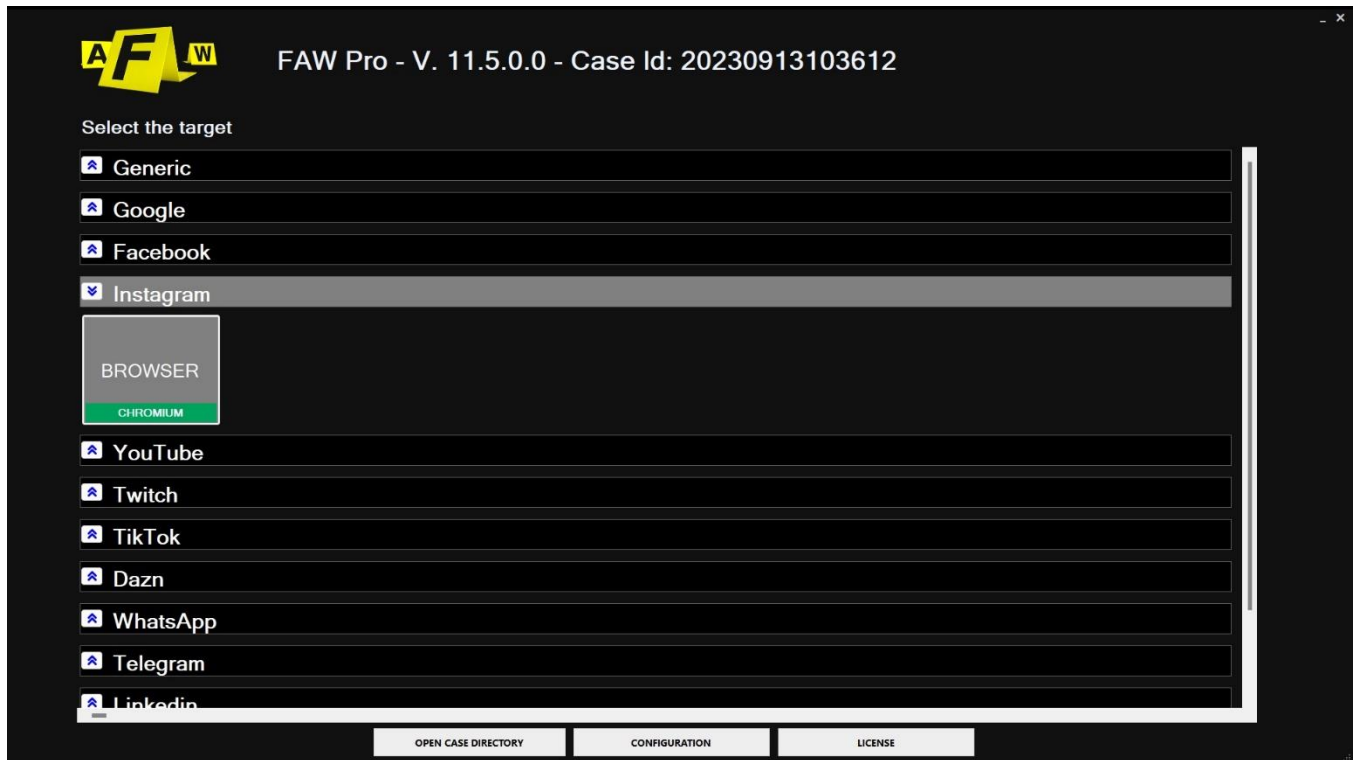 A F W
FAW Pro - V. 11.5.0.0 - Case Id: 20230913103612
Select the target
Generic
Google
Facebook
Instagram
BROWSER
CHROMIUM
YouTube
Twitch
TikTok
Dazn
WhatsApp
Telegram
Linkedin
OPEN CASE DIRECTORY CONFIGURATION LICENSE